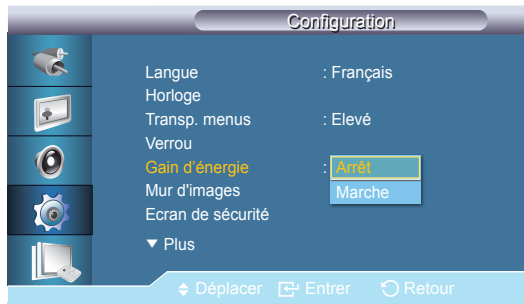 Configuration
Langue : Français
Horloge
Transp. menus : Elevé
Verrou
Gain d'énergie : Arrêt
Marche
Mur d'images
Ecran de sécurité
▼ Plus
Déplacer Entrer Retour